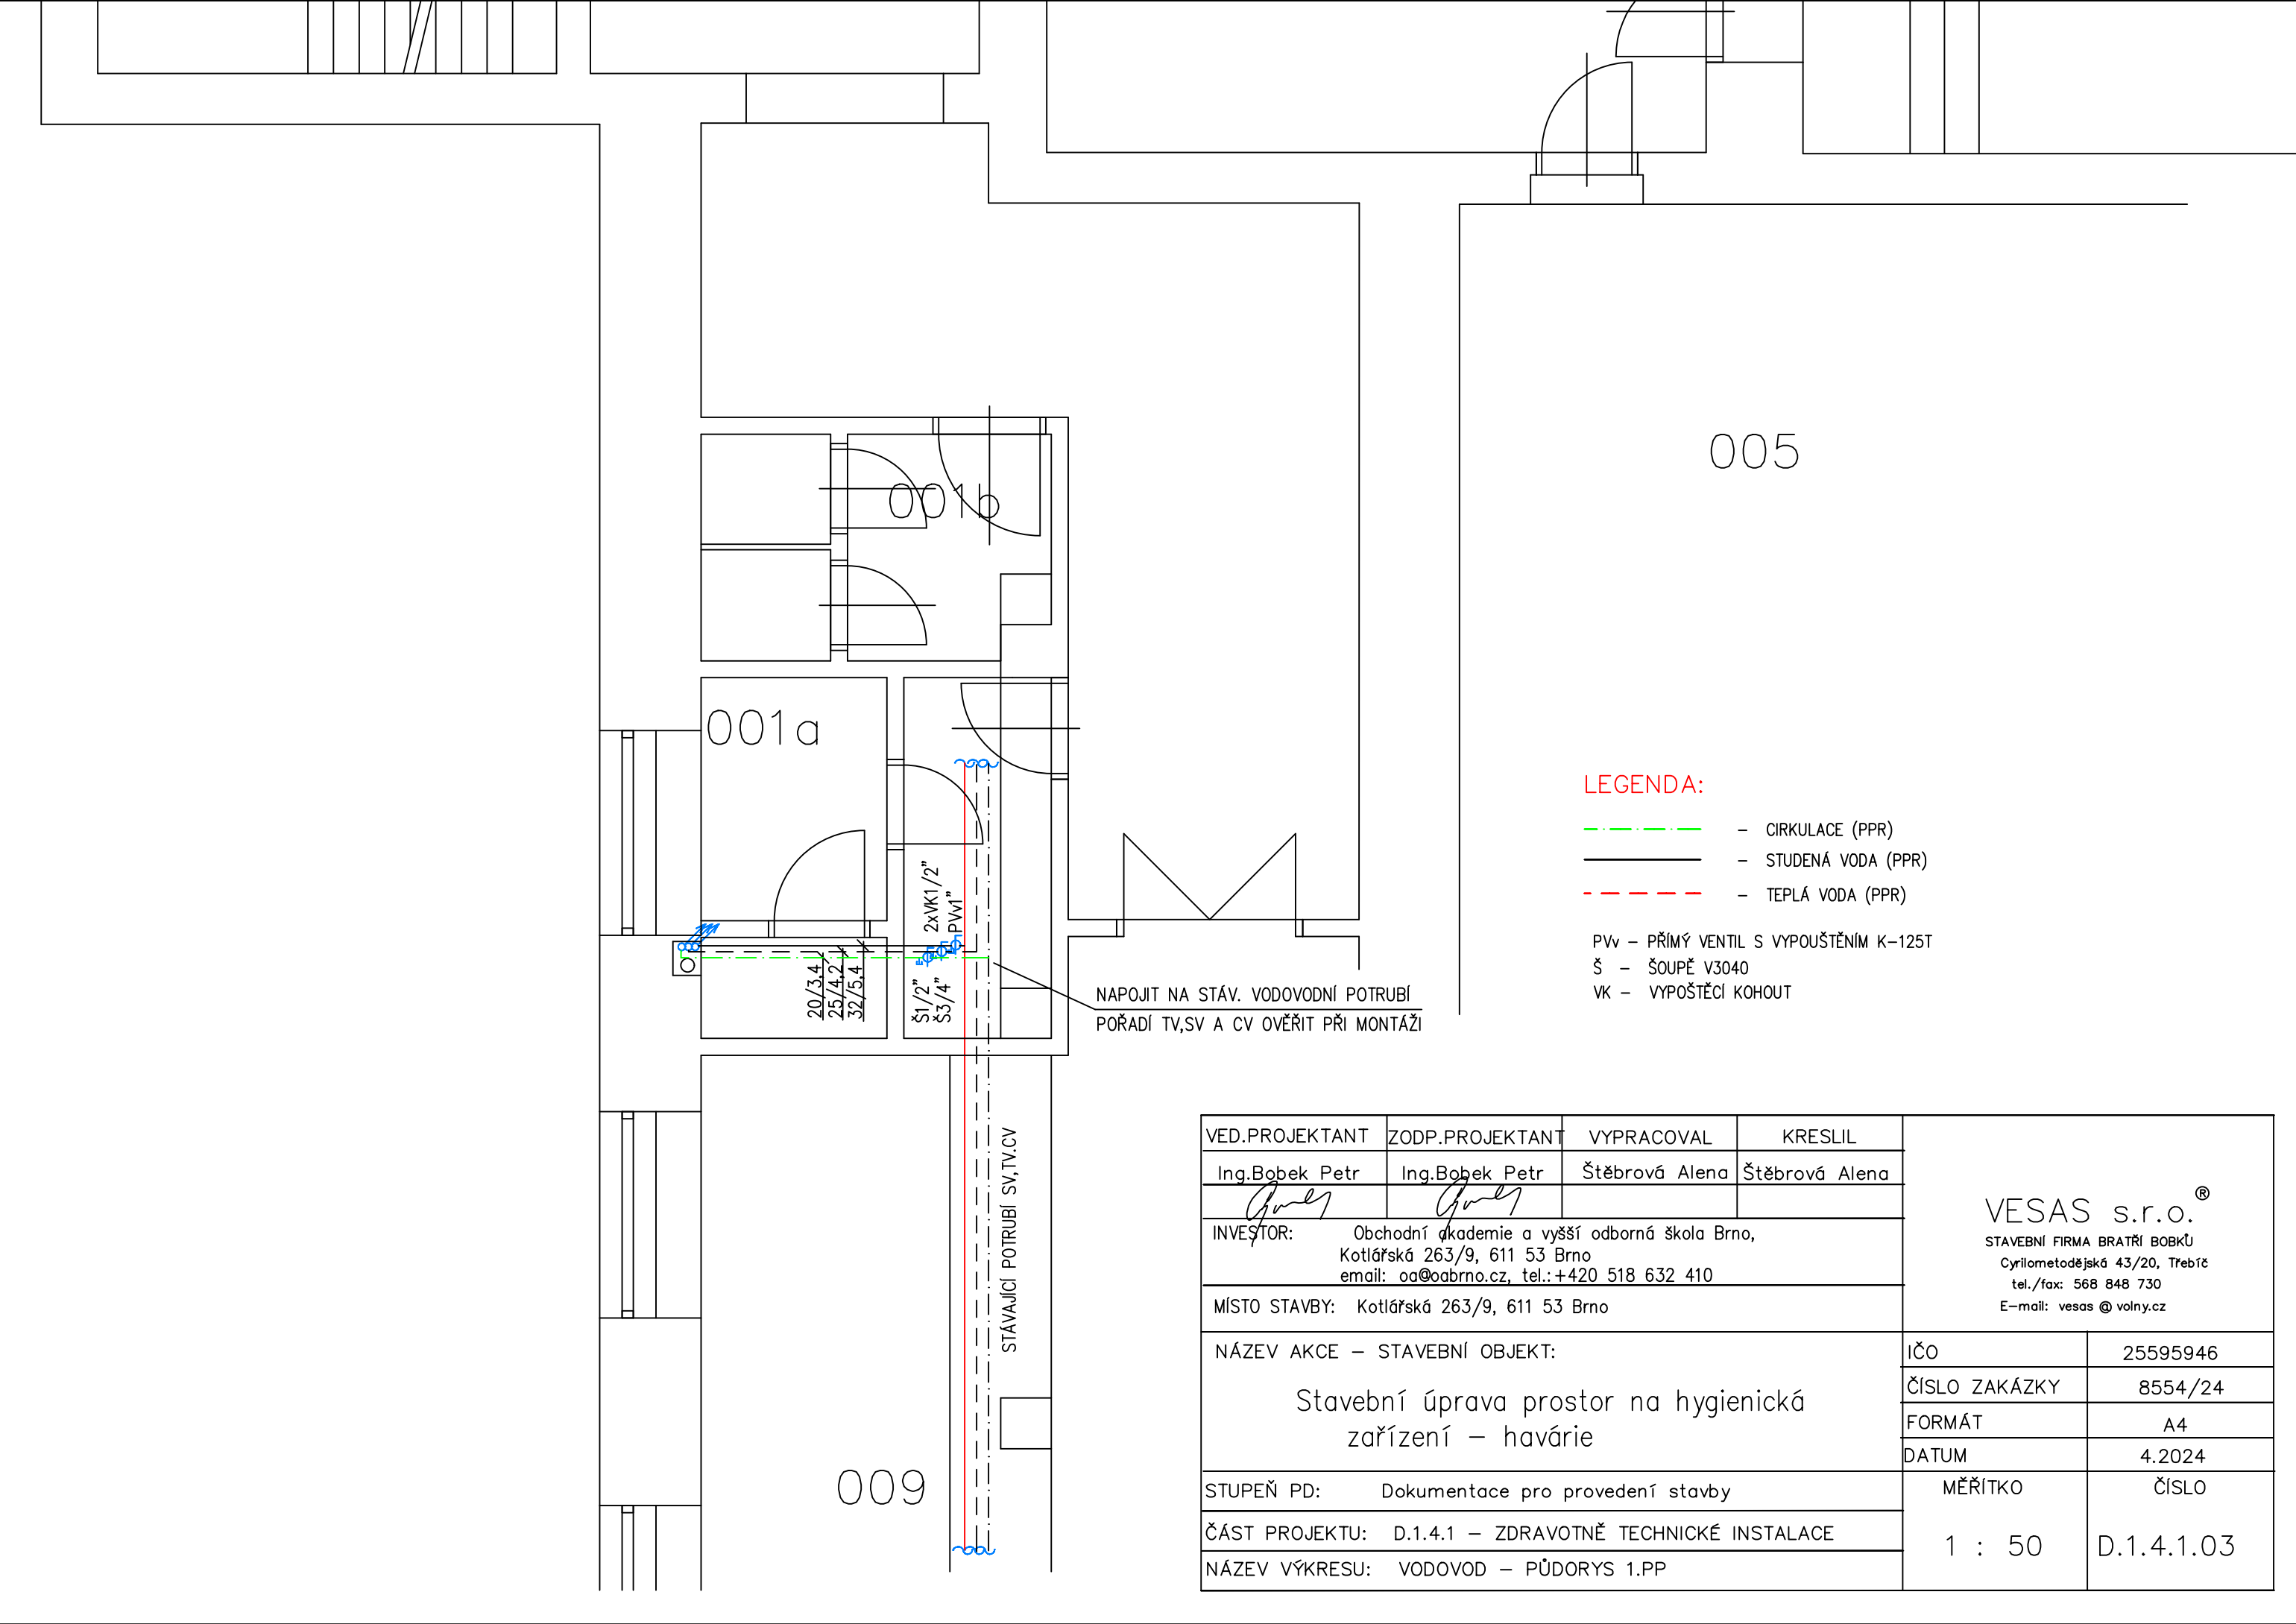 005
001b
001a
LEGENDA:
– CIRKULACE (PPR)
– STUDENÁ VODA (PPR)
– TEPLÁ VODA (PPR)
PVv – PŘÍMÝ VENTIL S VYPOUŠTĚNÍM K–125T
Š – ŠOUPĚ V3040
VK – VYPOŠTĚCÍ KOHOUT
2xVK1/2"
PVv1"
20/3,4
25/4,2
32/5,4
Š1/2"
Š3/4"
NAPOJIT NA STÁV. VODOVODNÍ POTRUBÍ
POŘADÍ TV,SV A CV OVĚŘIT PŘI MONTÁŽI
STÁVAJÍCÍ POTRUBÍ SV,TV.CV
009
VED.PROJEKTANT ZODP.PROJEKTANT VYPRACOVAL KRESLIL
Ing.Bobek Petr Ing.Bobek Petr Štěbrová Alena Štěbrová Alena
INVESTOR: Obchodní akademie a vyšší odborná škola Brno,
Kotlářská 263/9, 611 53 Brno
email: oa@oabrno.cz, tel.:+420 518 632 410
MÍSTO STAVBY: Kotlářská 263/9, 611 53 Brno
NÁZEV AKCE – STAVEBNÍ OBJEKT:
Stavební úprava prostor na hygienická
zařízení – havárie
STUPEŇ PD: Dokumentace pro provedení stavby
ČÁST PROJEKTU: D.1.4.1 – ZDRAVOTNĚ TECHNICKÉ INSTALACE
NÁZEV VÝKRESU: VODOVOD – PŮDORYS 1.PP
VESAS s.r.o.®
STAVEBNÍ FIRMA BRATŘÍ BOBKŮ
Cyrilometodějská 43/20, Třebíč
tel./fax: 568 848 730
E–mail: vesas @ volny.cz
IČO 25595946
ČÍSLO ZAKÁZKY 8554/24
FORMÁT A4
DATUM 4.2024
MĚŘÍTKO ČÍSLO
1 : 50 D.1.4.1.03